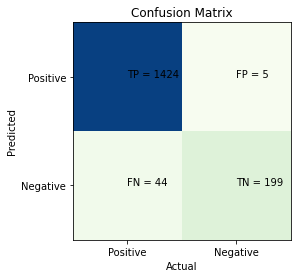 Confusion Matrix
Positive
TP = 1424
FP = 5
Predicted
Negative
FN = 44
TN = 199
Positive
Negative
Actual